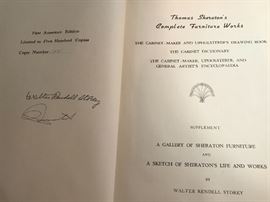 First American Edition
Limited to Five Hundred Copies
Copy Number
Walter Rendell Storey
Thomas Sheraton's
Complete Furniture Works
THE CABINET-MAKER AND UPHOLSTERER'S DRAWING BOOK
THE CABINET DICTIONARY
THE CABINET-MAKER, UPHOLSTERER, AND
GENERAL ARTIST'S ENCYCLOPAEDIA
SUPPLEMENT
A GALLERY OF SHERATON FURNITURE
AND
A SKETCH OF SHERATON'S LIFE AND WORKS
BY
WALTER RENDELL STOREY